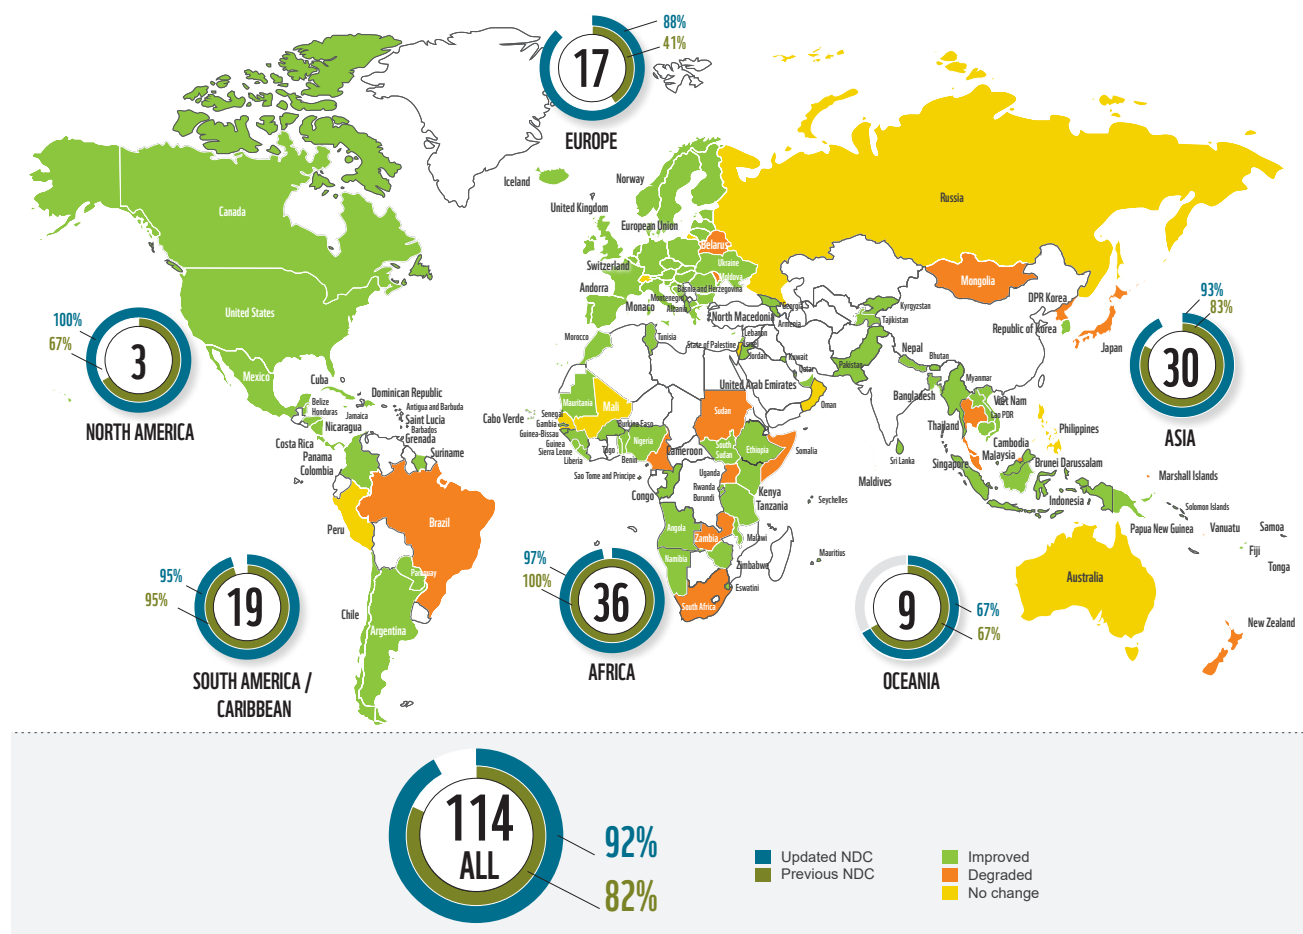 88%
41%
17
EUROPE
Iceland
Norway
United Kingdom
European Union
Belarus
Ukraine
Moldova
Switzerland
Andorra
Monaco
Bosnia and Herzegovina
Montenegro
Albania
North Macedonia
Georgia
Armenia
Russia
Canada
United States
Mexico
100%
67%
3
NORTH AMERICA
Cuba
Dominican Republic
Belize
Honduras
Jamaica
Nicaragua
Antigua and Barbuda
Saint Lucia
Barbados
Grenada
Costa Rica
Panama
Colombia
Suriname
Peru
Brazil
Paraguay
Chile
Argentina
95%
95%
19
SOUTH AMERICA /
CARIBBEAN
Morocco
Tunisia
Lebanon
State of Palestine
Israel
Jordan
Kuwait
Qatar
United Arab Emirates
Oman
Cabo Verde
Mauritania
Mali
Senegal
Gambia
Guinea-Bissau
Guinea
Sierra Leone
Liberia
Burkina Faso
Togo
Benin
Nigeria
Cameroon
Sao Tome and Principe
Congo
Sudan
South
Sudan
Ethiopia
Somalia
Uganda
Rwanda
Burundi
Kenya
Tanzania
Seychelles
Angola
Zambia
Malawi
Namibia
Zimbabwe
Mauritius
Eswatini
South Africa
97%
100%
36
AFRICA
Mongolia
Kyrgyzstan
Tajikistan
Pakistan
Nepal
Bhutan
Bangladesh
Myanmar
Viet Nam
Lao PDR
Thailand
Cambodia
Malaysia
Singapore
Brunei Darussalam
Indonesia
Philippines
Sri Lanka
Maldives
DPR Korea
Republic of Korea
Japan
93%
83%
30
ASIA
Marshall Islands
Solomon Islands
Papua New Guinea
Vanuatu
Samoa
Fiji
Tonga
Australia
New Zealand
67%
67%
9
OCEANIA
114
ALL
92%
82%
Updated NDC
Previous NDC
Improved
Degraded
No change